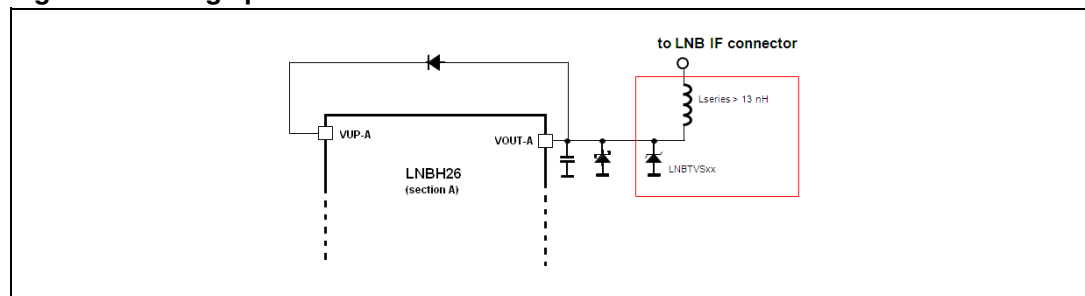 to LNB IF connector
Lseries > 13 nH
VUP-A
VOUT-A
LNBH26
(section A)
LNBTVSxx